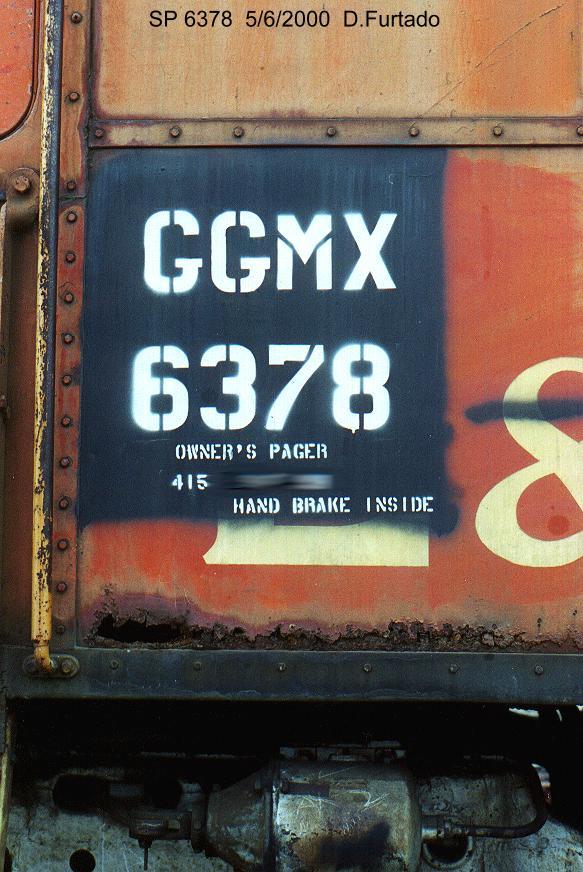 SP 6378 5/6/2000 D.Furtado
GGMX
6378
OWNER'S PAGER
415
HAND BRAKE INSIDE
&